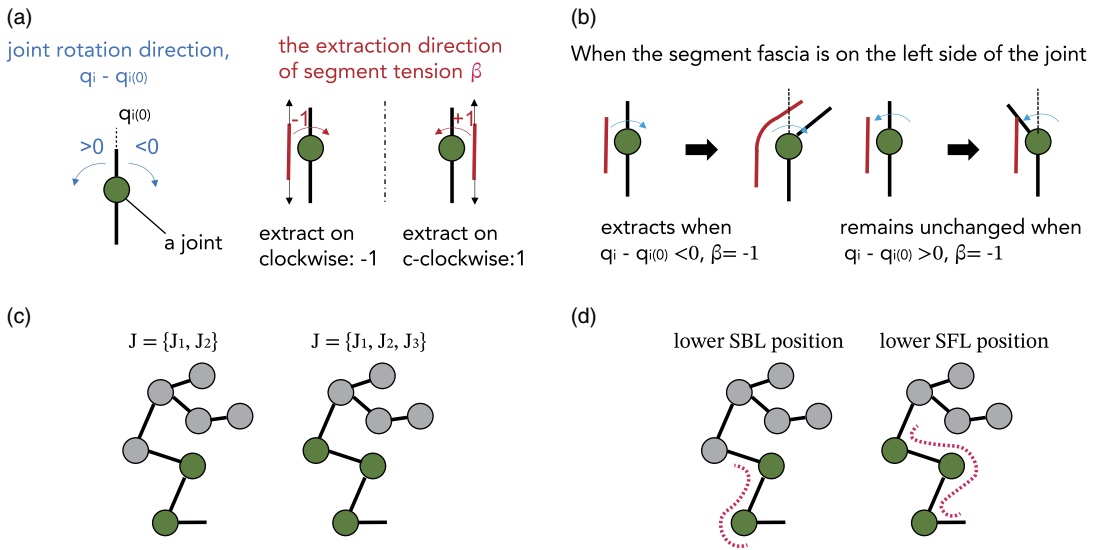 (a)
joint rotation direction,
qi - qi(0)
qi(0)
>0
<0
a joint
the extraction direction
of segment tension β
-1
+1
extract on
clockwise: -1
extract on
c-clockwise:1
(b)
When the segment fascia is on the left side of the joint
extracts when
qi - qi(0) <0, β= -1
remains unchanged when
qi - qi(0) >0, β= -1
(c)
J = {J1, J2}
J = {J1, J2, J3}
(d)
lower SBL position
lower SFL position